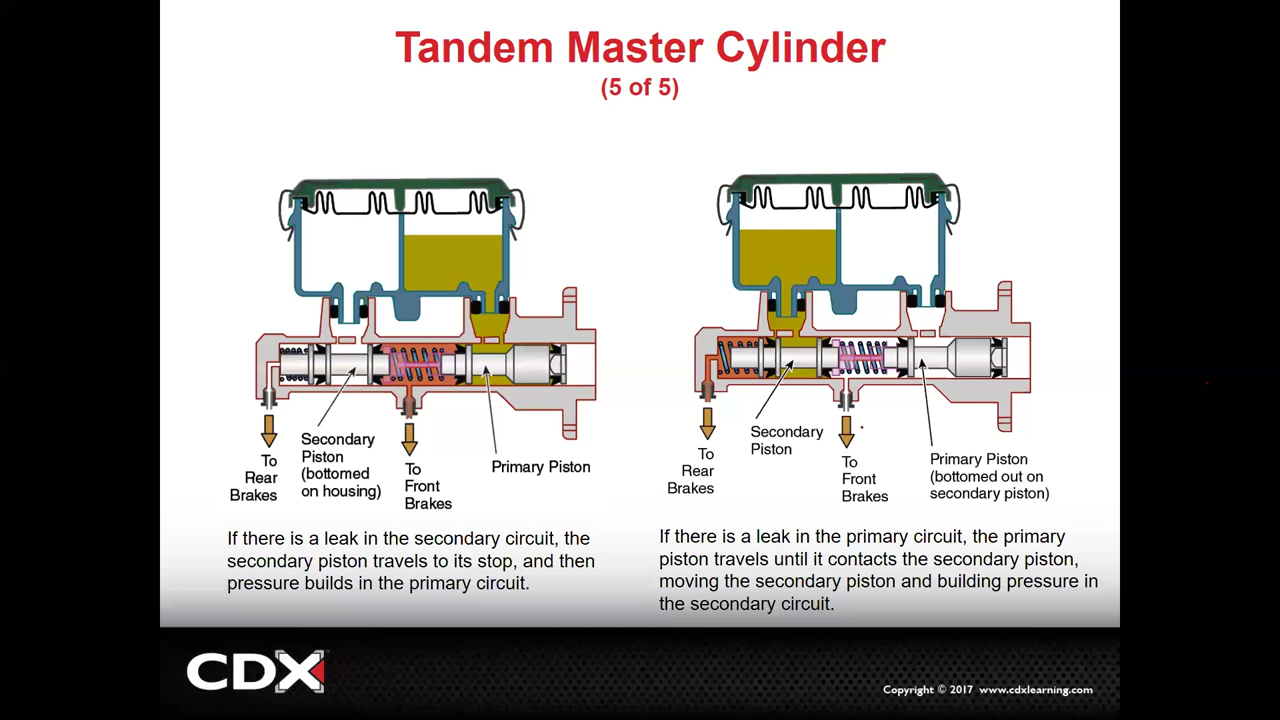 Tandem Master Cylinder
(5 of 5)
To
Rear
Brakes
Secondary
Piston
(bottomed
on housing)
To
Front
Brakes
Primary Piston
If there is a leak in the secondary circuit, the
secondary piston travels to its stop, and then
pressure builds in the primary circuit.
To
Rear
Brakes
Secondary
Piston
To
Front
Brakes
Primary Piston
(bottomed out on
secondary piston)
If there is a leak in the primary circuit, the primary
piston travels until it contacts the secondary piston,
moving the secondary piston and building pressure in
the secondary circuit.
CDX
Copyright © 2017 www.cdxlearning.com